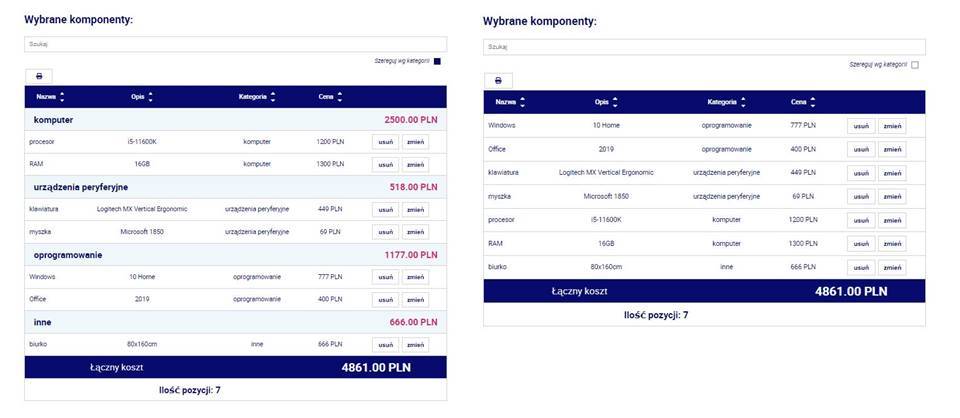 Wybrane komponenty:
Szukaj
Szereguj wg kategorii
Nazwa Opis Kategoria Cena
komputer 2500.00 PLN
procesor i5-11600K komputer 1200 PLN usuń zmień
RAM 16GB komputer 1300 PLN usuń zmień
urządzenia peryferyjne 518.00 PLN
klawiatura Logitech MX Vertical Ergonomic urządzenia peryferyjne 449 PLN usuń zmień
myszka Microsoft 1850 urządzenia peryferyjne 69 PLN usuń zmień
oprogramowanie 1177.00 PLN
Windows 10 Home oprogramowanie 777 PLN usuń zmień
Office 2019 oprogramowanie 400 PLN usuń zmień
inne 666.00 PLN
biurko 80x160cm inne 666 PLN usuń zmień
Łączny koszt 4861.00 PLN
Ilość pozycji: 7
Wybrane komponenty:
Szukaj
Szereguj wg kategorii
Nazwa Opis Kategoria Cena
Windows 10 Home oprogramowanie 777 PLN usuń zmień
Office 2019 oprogramowanie 400 PLN usuń zmień
klawiatura Logitech MX Vertical Ergonomic urządzenia peryferyjne 449 PLN usuń zmień
myszka Microsoft 1850 urządzenia peryferyjne 69 PLN usuń zmień
procesor i5-11600K komputer 1200 PLN usuń zmień
RAM 16GB komputer 1300 PLN usuń zmień
biurko 80x160cm inne 666 PLN usuń zmień
Łączny koszt 4861.00 PLN
Ilość pozycji: 7